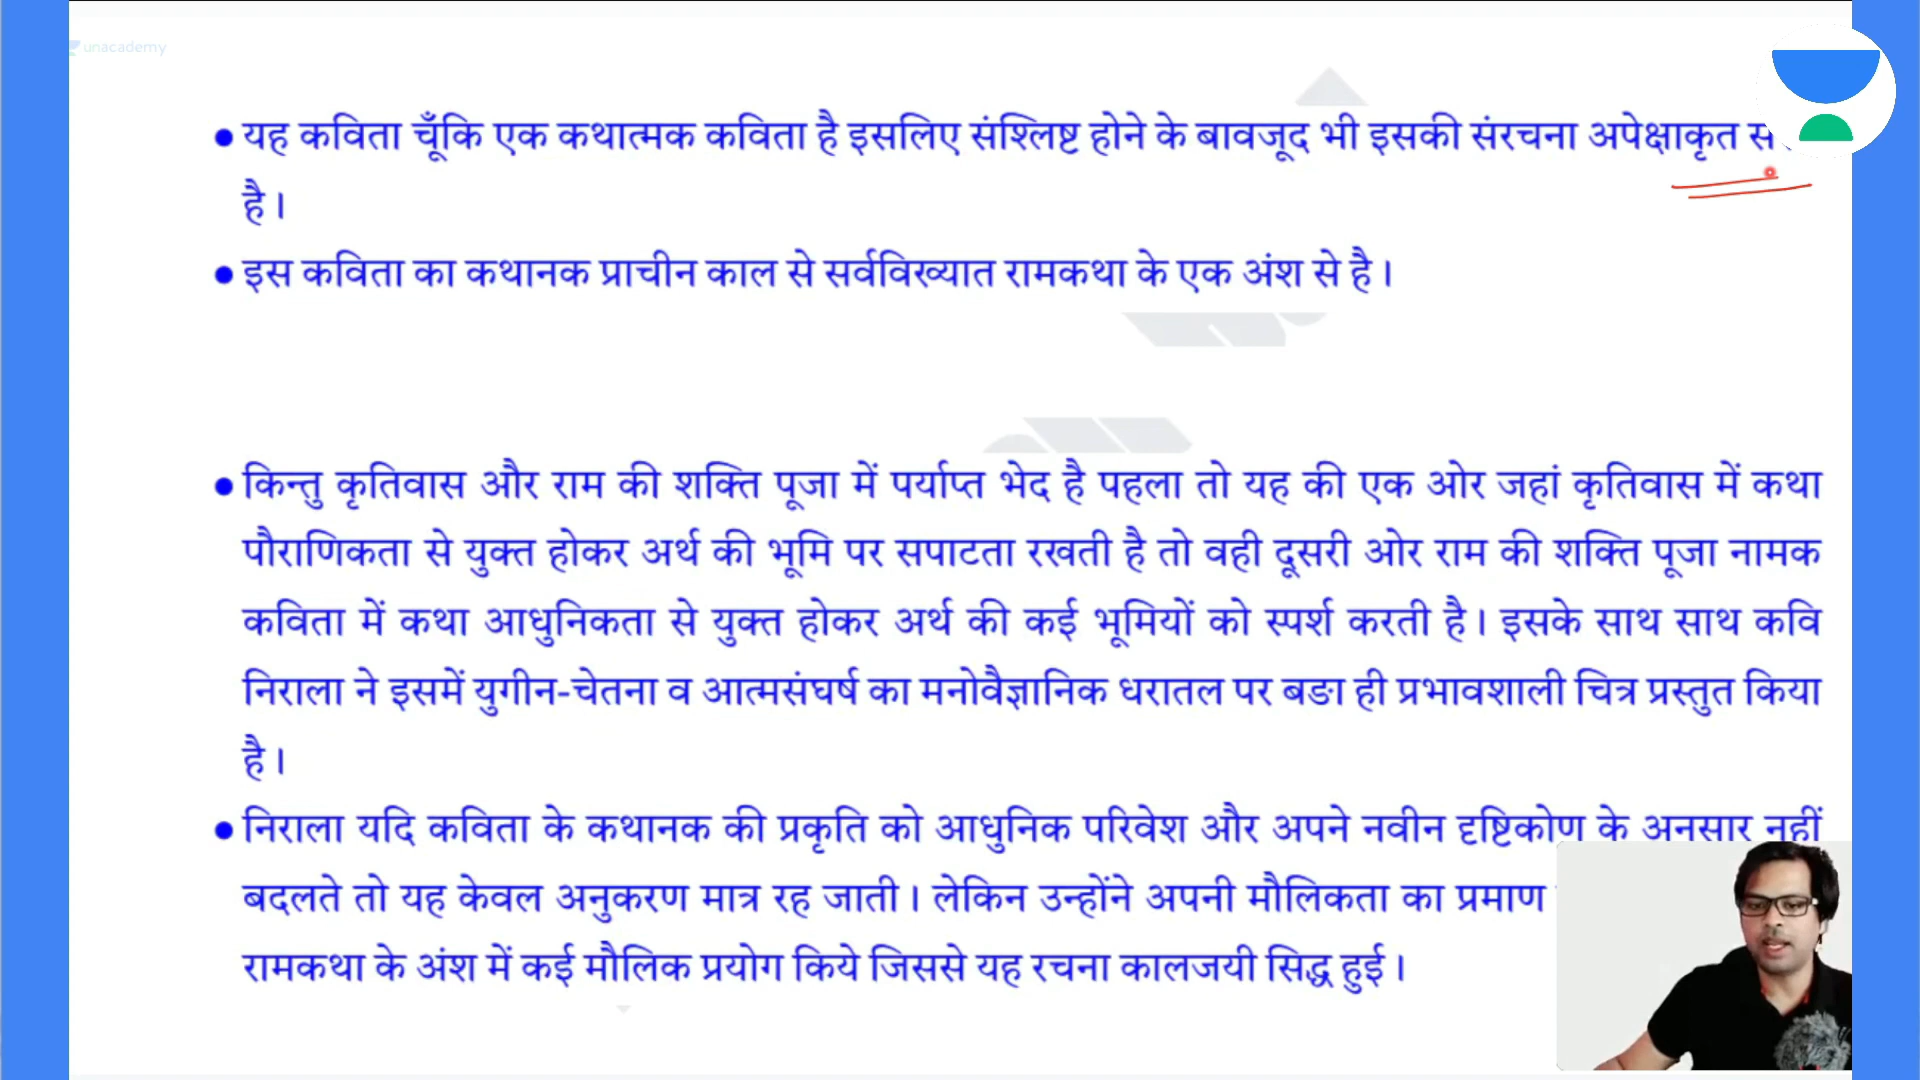 unacademy
● यह कविता चूँकि एक कथात्मक कविता है इसलिए संश्लिष्ट होने के बावजूद भी इसकी संरचना अपेक्षाकृत
है।
● इस कविता का कथानक प्राचीन काल से सर्वविख्यात रामकथा के एक अंश से है।
● किन्तु कृतिवास और राम की शक्ति पूजा में पर्याप्त भेद है पहला तो यह की एक ओर जहां कृतिवास में कथा
पौराणिकता से युक्त होकर अर्थ की भूमि पर सपाटता रखती है तो वही दूसरी ओर राम की शक्ति पूजा नामक
कविता में कथा आधुनिकता से युक्त होकर अर्थ की कई भूमियों को स्पर्श करती है। इसके साथ साथ कवि
निराला ने इसमें युगीन-चेतना व आत्मसंघर्ष का मनोवैज्ञानिक धरातल पर बङा ही प्रभावशाली चित्र प्रस्तुत किया
है।
● निराला यदि कविता के कथानक की प्रकृति को आधुनिक परिवेश और अपने नवीन दृष्टिकोण के अनुसार नहीं
बदलते तो यह केवल अनुकरण मात्र रह जाती। लेकिन उन्होंने अपनी मौलिकता का प्रमाण
रामकथा के अंश में कई मौलिक प्रयोग किये जिससे यह रचना कालजयी सिद्ध हुई।